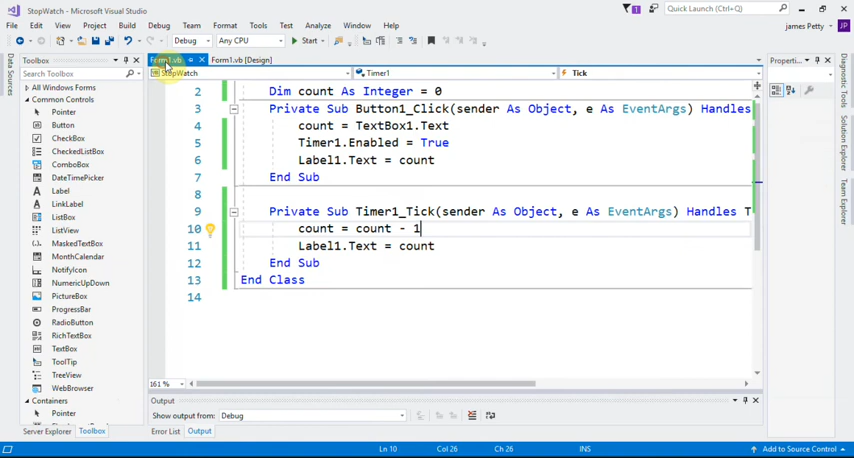 StopWatch - Microsoft Visual Studio
1
Quick Launch (Ctrl+Q)
File Edit View Project Build Debug Team Format Tools Test Analyze Window Help
james Petty JP
Debug Any CPU Start
Toolbox
Form1.vb Form1.vb [Design]
Properti...
Search Toolbox
StopWatch Timer1 Tick
Data Sources
All Windows Forms
Common Controls
Pointer
Button
CheckBox
CheckedListBox
ComboBox
DateTimePicker
Label
LinkLabel
ListBox
ListView
MaskedTextBox
MonthCalendar
NotifyIcon
NumericUpDown
PictureBox
ProgressBar
RadioButton
RichTextBox
TextBox
ToolTip
TreeView
WebBrowser
Containers
Pointer
2 Dim count As Integer = 0
3 Private Sub Button1_Click(sender As Object, e As EventArgs) Handles
4 count = TextBox1.Text
5 Timer1.Enabled = True
6 Label1.Text = count
7 End Sub
8
9 Private Sub Timer1_Tick(sender As Object, e As EventArgs) Handles T
10 count = count - 1
11 Label1.Text = count
12 End Sub
13 End Class
14
161 %
Output
Show output from: Debug
Server Explorer Toolbox
Error List Output
Diagnostic Tools
Solution Explorer
Team Explorer
Ln 10 Col 26 Ch 26 INS Add to Source Control